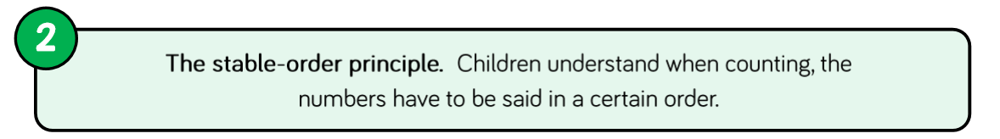 2
The stable-order principle. Children understand when counting, the
numbers have to be said in a certain order.